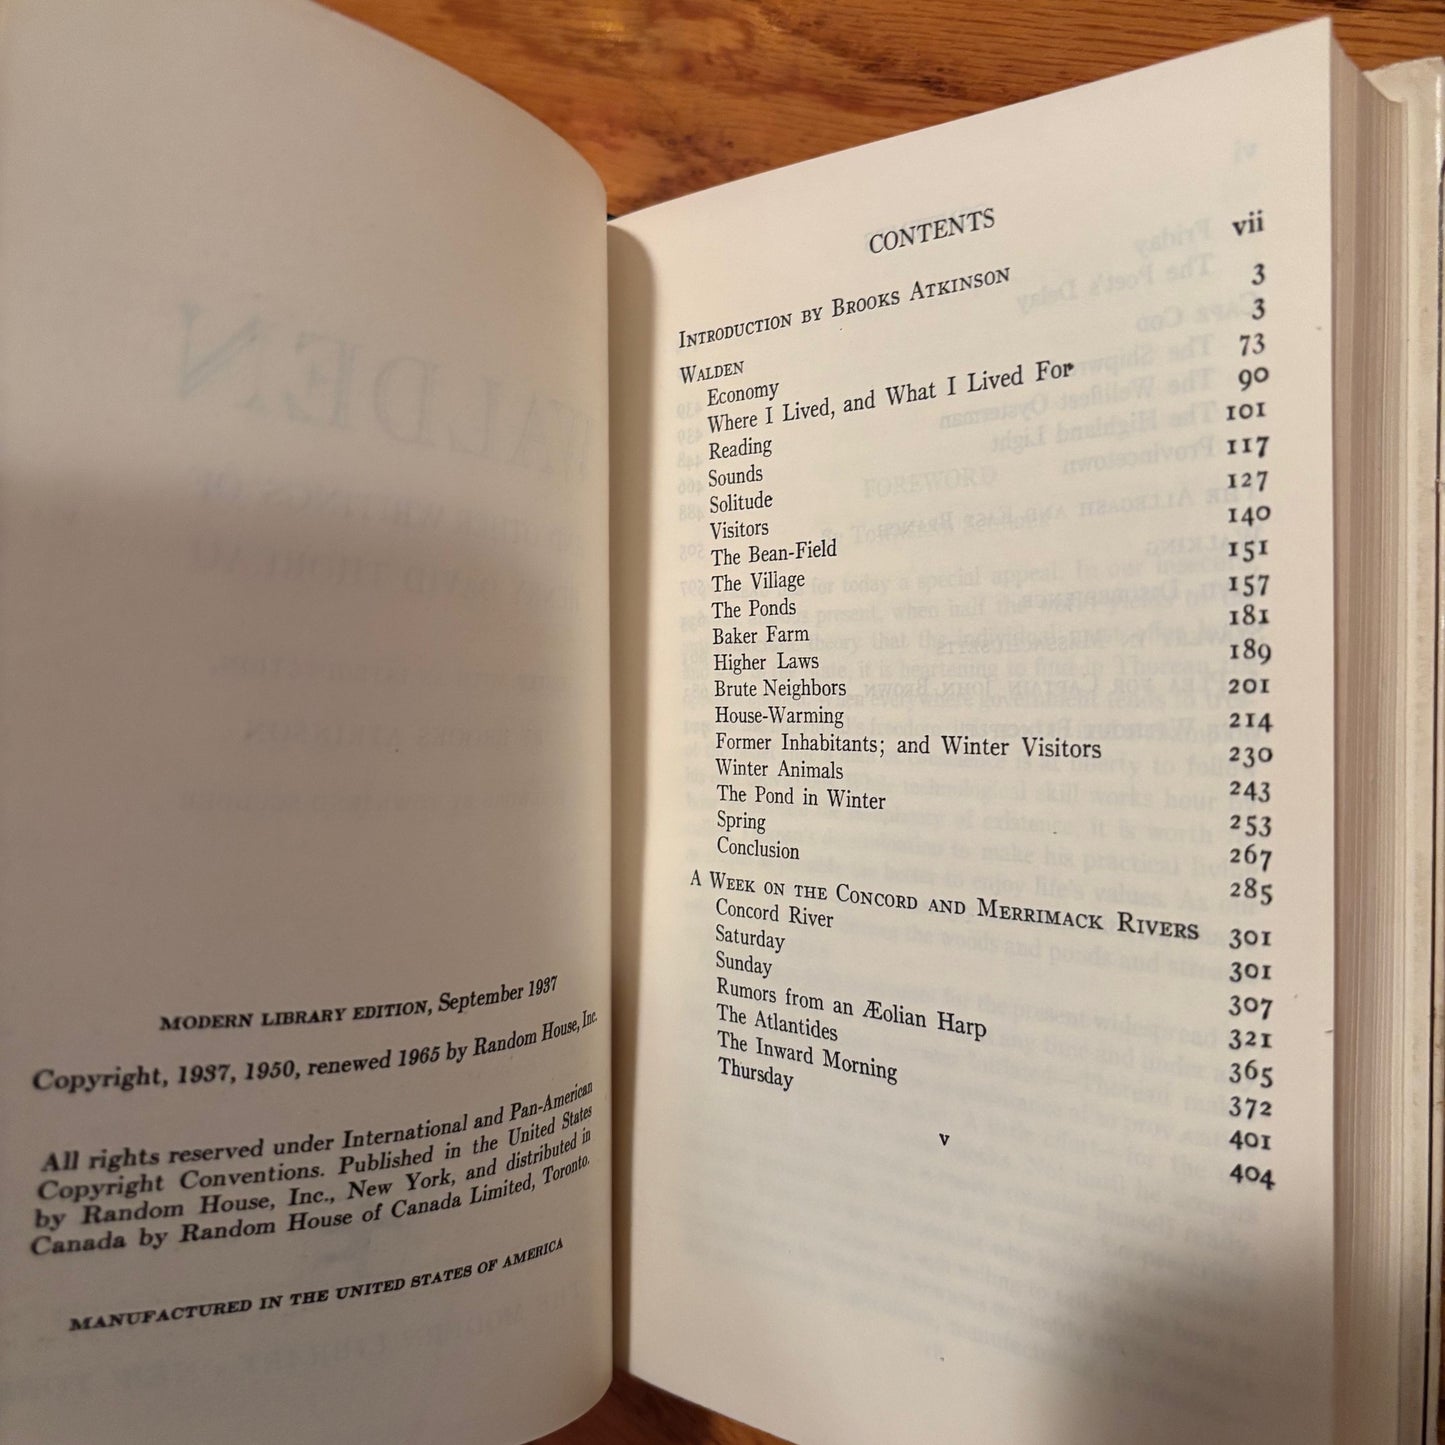 MODERN LIBRARY EDITION, September 1937
Copyright, 1937, 1950, renewed 1965 by Random House, Inc.
All rights reserved under International and Pan-American
Copyright Conventions. Published in the United States
by Random House, Inc., New York, and distributed in
Canada by Random House of Canada Limited, Toronto.
MANUFACTURED IN THE UNITED STATES OF AMERICA
CONTENTS
INTRODUCTION BY BROOKS ATKINSON vii
WALDEN 3
Economy 3
Where I Lived, and What I Lived For 73
Reading 90
Sounds 101
Solitude 117
Visitors 127
The Bean-Field 140
The Village 151
The Ponds 157
Baker Farm 181
Higher Laws 189
Brute Neighbors 201
House-Warming 214
Former Inhabitants; and Winter Visitors 230
Winter Animals 243
The Pond in Winter 253
Spring 267
Conclusion 285
A WEEK ON THE CONCORD AND MERRIMACK RIVERS 301
Concord River 301
Saturday 307
Sunday 321
Rumors from an Æolian Harp 365
The Atlantides 372
The Inward Morning 401
Thursday 404
v